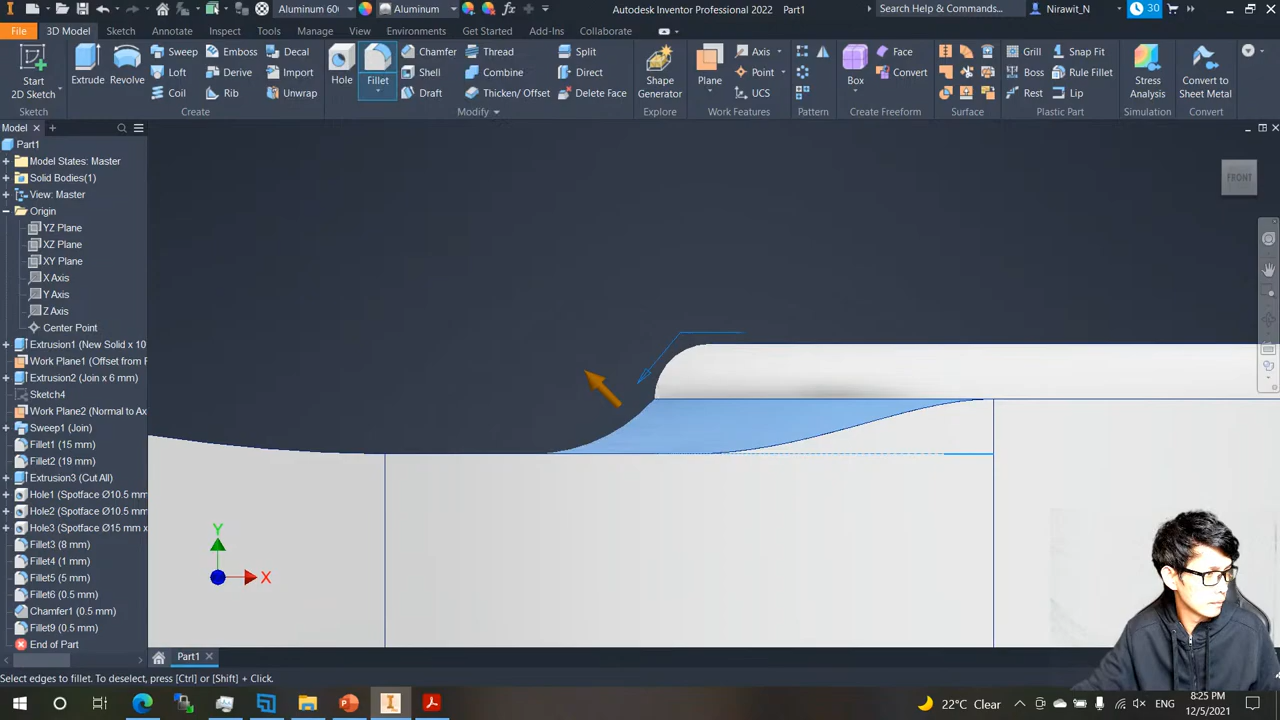 Aluminum 60(
Aluminum
Autodesk Inventor Professional 2022   Part1
Search Help & Commands...
Nirawit_N
30
File
3D Model
Sketch
Annotate
Inspect
Tools
Manage
View
Environments
Get Started
Add-Ins
Collaborate
Start
2D Sketch
Extrude
Revolve
Sweep
Emboss
Decal
Loft
Derive
Import
Coil
Rib
Unwrap
Hole
Fillet
Chamfer
Thread
Split
Shell
Combine
Direct
Draft
Thicken/ Offset
Delete Face
Shape
Generator
Plane
Axis
Point
UCS
Box
Face
Convert
Grill
Snap Fit
Boss
Rule Fillet
Rest
Lip
Stress
Analysis
Convert to
Sheet Metal
Sketch
Create
Modify
Explore
Work Features
Pattern
Create Freeform
Surface
Plastic Part
Simulation
Convert
Model
Part1
Model States: Master
Solid Bodies(1)
View: Master
Origin
YZ Plane
XZ Plane
XY Plane
X Axis
Y Axis
Z Axis
Center Point
Extrusion1 (New Solid x 10
Work Plane1 (Offset from F
Extrusion2 (Join x 6 mm)
Sketch4
Work Plane2 (Normal to Ax
Sweep1 (Join)
Fillet1 (15 mm)
Fillet2 (19 mm)
Extrusion3 (Cut All)
Hole1 (Spotface Ø10.5 mm
Hole2 (Spotface Ø10.5 mm
Hole3 (Spotface Ø15 mm x
Fillet3 (8 mm)
Fillet4 (1 mm)
Fillet5 (5 mm)
Fillet6 (0.5 mm)
Chamfer1 (0.5 mm)
Fillet9 (0.5 mm)
End of Part
FRONT
Y
X
Part1
Select edges to fillet. To deselect, press [Ctrl] or [Shift] + Click.
22°C Clear
ENG
8:25 PM
12/5/2021